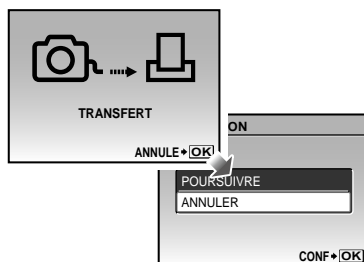 TRANSFERT
ANNULE➧OK
ON
POURSUIVRE
ANNULER
CONF➧OK